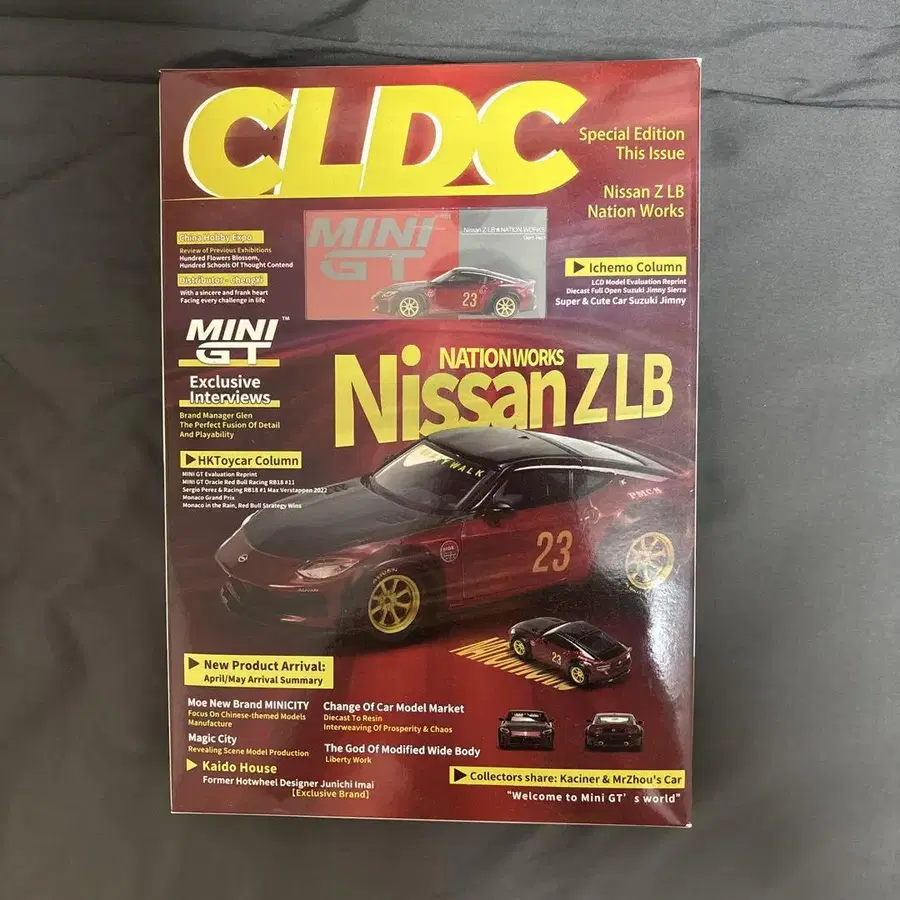 CLDC
Special Edition
This Issue
Nissan Z LB
Nation Works
MINI
GT
Nissan Z LB★NATION WORKS
23
China Hobby Expo
Review of Previous Exhibitions
Hundred Flowers Blossom,
Hundred Schools Of Thought Contend
Distributor - ChengXi
With a sincere and frank heart
Facing every challenge in life
▶ Ichemo Column
LCD Model Evaluation Reprint
Diecast Full Open Suzuki Jimny Sierra
Super & Cute Car Suzuki Jimny
MINI GT™
Exclusive
Interviews
Brand Manager Glen
The Perfect Fusion Of Detail
And Playability
NATION WORKS
Nissan Z LB
▶HKToycar Column
MINI GT Evaluation Reprint
MINI GT Oracle Red Bull Racing RB18 #11
Sergio Perez & Racing RB18 #1 Max Verstappen 2022
Monaco Grand Prix
Monaco in the Rain, Red Bull Strategy Wins
23
23
▶ New Product Arrival:
April/May Arrival Summary
Moe New Brand MINICITY
Focus On Chinese-themed Models
Manufacture
Magic City
Revealing Scene Model Production
▶ Kaido House
Former Hotwheel Designer Junichi Imai
【Exclusive Brand】
Change Of Car Model Market
Diecast To Resin
Interweaving Of Prosperity & Chaos
The God Of Modified Wide Body
Liberty Work
▶ Collectors share: Kaciner & MrZhou's Car
"Welcome to Mini GT's world"